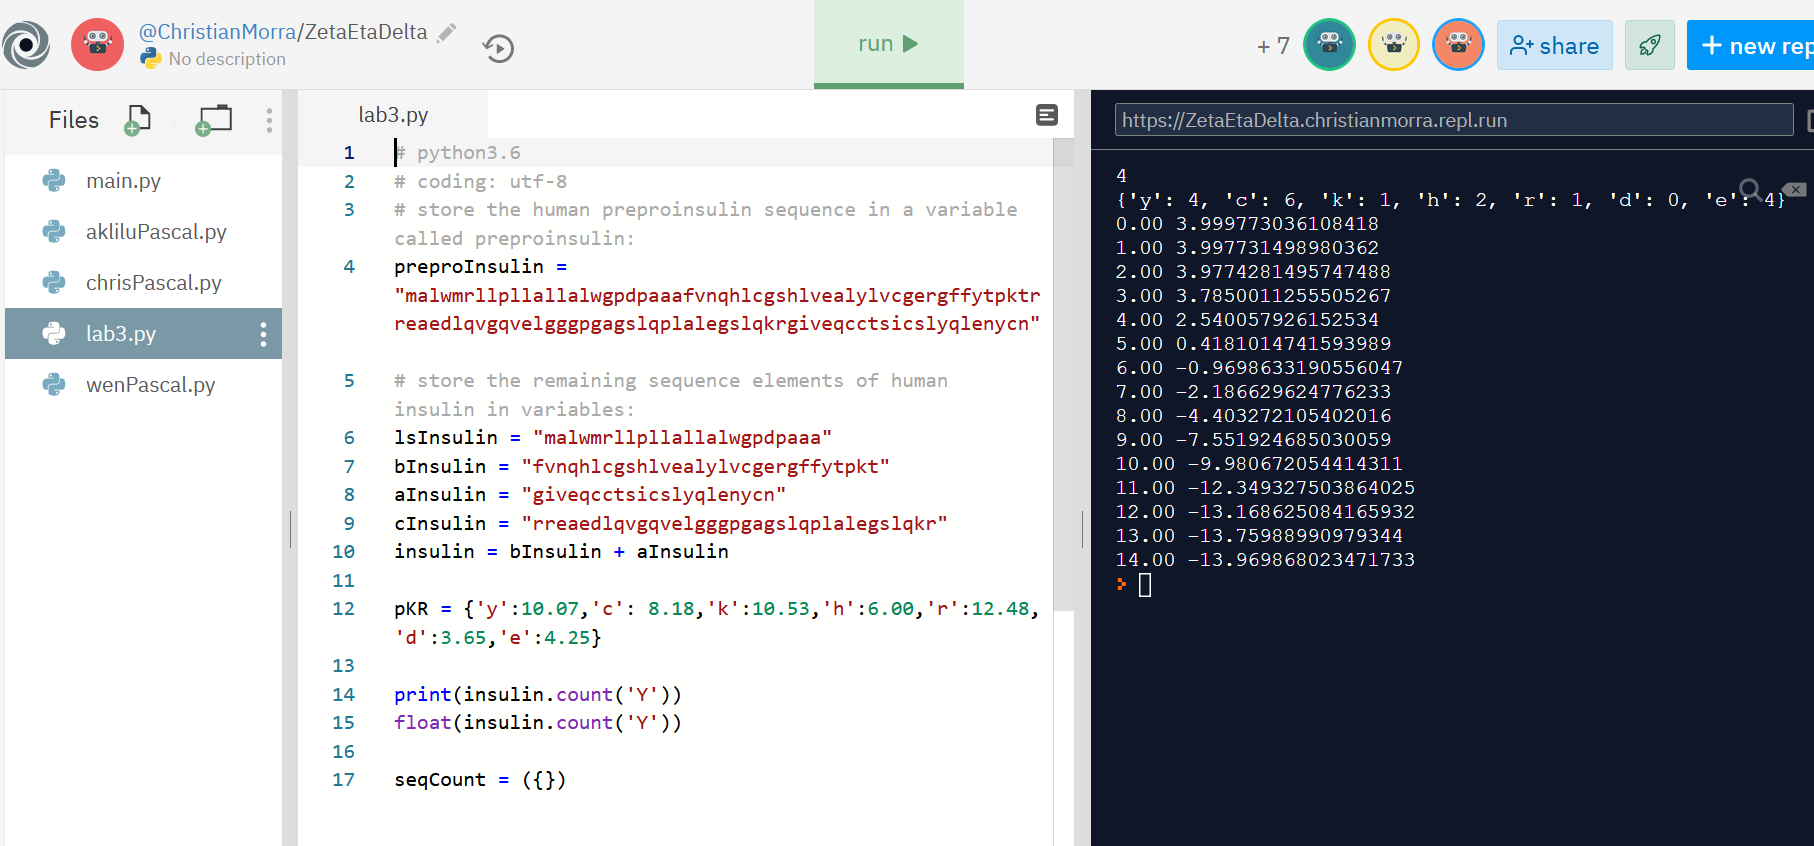 @ChristianMorra/ZetaEtaDelta
No description
run
+ 7
share
+ new rep
Files
main.py
akliluPascal.py
chrisPascal.py
lab3.py
wenPascal.py
lab3.py
1 # python3.6
2 # coding: utf-8
3 # store the human preproinsulin sequence in a variable
called preproinsulin:
4 preproInsulin =
"malwmrllpllallalwgpdpaaafvnqhlcgshlvealylvcgergffytpktr
reaedlqvgqvelgggpgagslqplalegslqkrgiveqcctsicslyqlenycn"
5 # store the remaining sequence elements of human
insulin in variables:
6 lsInsulin = "malwmrllpllallalwgpdpaaa"
7 bInsulin = "fvnqhlcgshlvealylvcgergffytpkt"
8 aInsulin = "giveqcctsicslyqlenycn"
9 cInsulin = "rreaedlqvgqvelgggpgagslqplalegslqkr"
10 insulin = bInsulin + aInsulin
11
12 pKR = {'y':10.07,'c': 8.18,'k':10.53,'h':6.00,'r':12.48,
'd':3.65,'e':4.25}
13
14 print(insulin.count('Y'))
15 float(insulin.count('Y'))
16
17 seqCount = ({})
https://ZetaEtaDelta.christianmorra.repl.run
4
{'y': 4, 'c': 6, 'k': 1, 'h': 2, 'r': 1, 'd': 0, 'e': 4}
0.00 3.999773036108418
1.00 3.997731498980362
2.00 3.9774281495747488
3.00 3.7850011255505267
4.00 2.540057926152534
5.00 0.4181014741593989
6.00 -0.9698633190556047
7.00 -2.186629624776233
8.00 -4.403272105402016
9.00 -7.551924685030059
10.00 -9.980672054414311
11.00 -12.349327503864025
12.00 -13.168625084165932
13.00 -13.75988990979344
14.00 -13.969868023471733